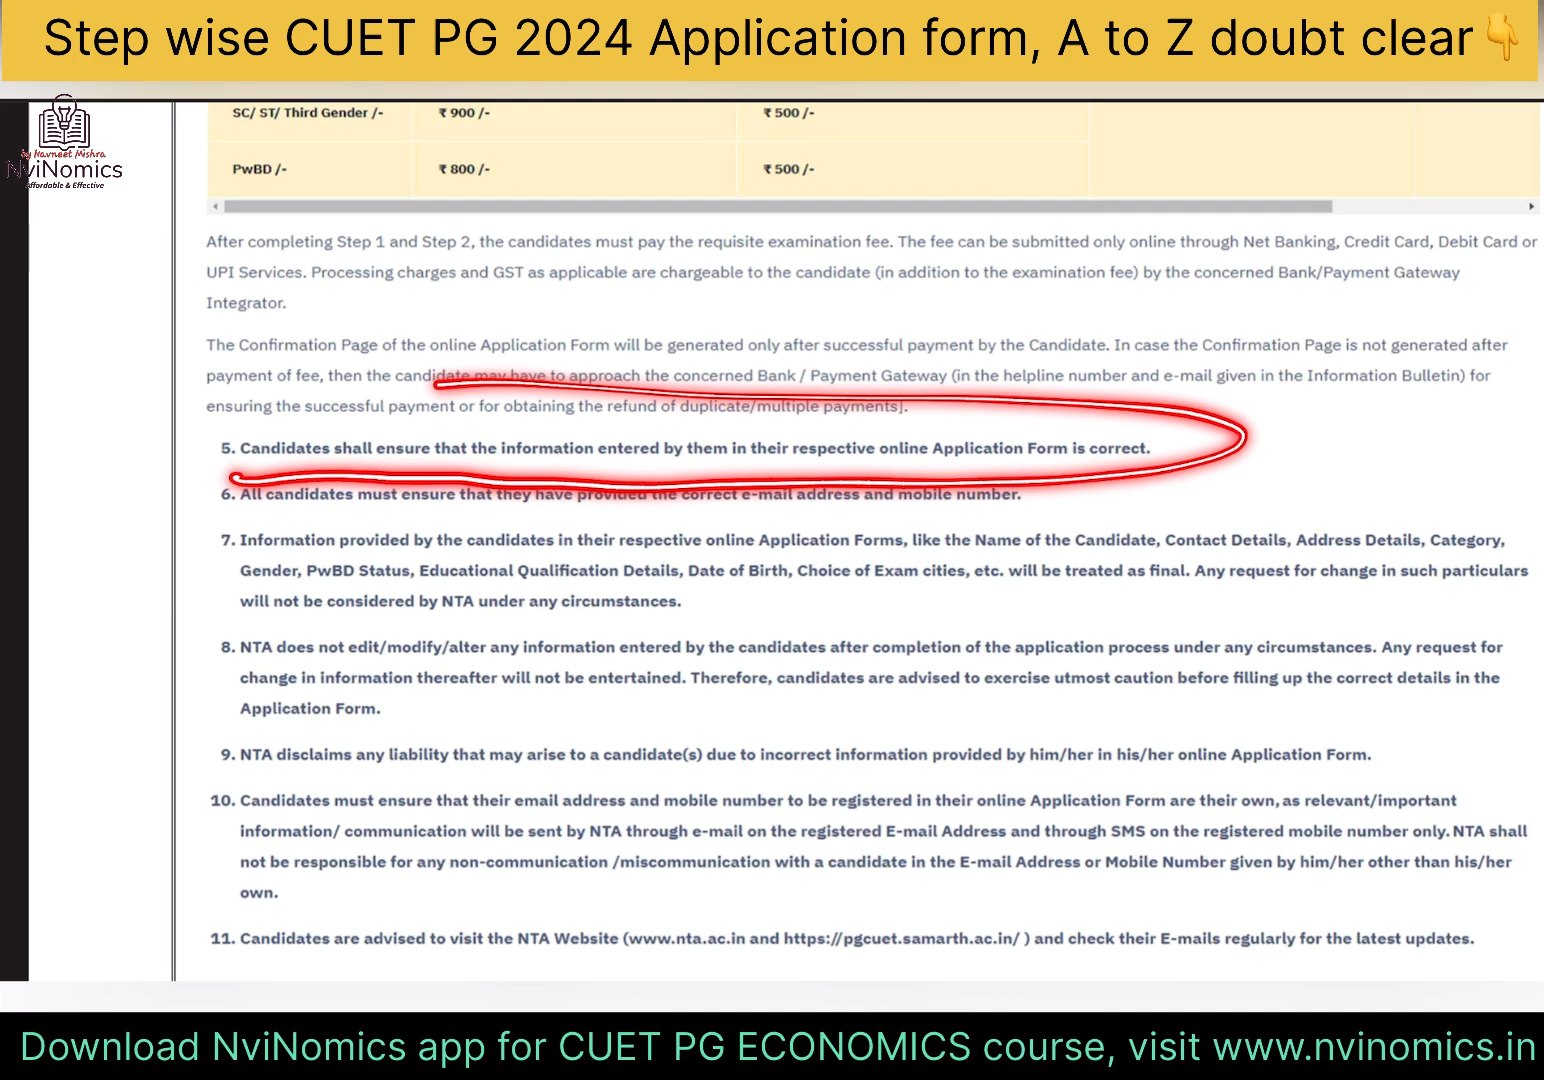 Step wise CUET PG 2024 Application form, A to Z doubt clear👇
SC/ ST/ Third Gender /- ₹ 900 /- ₹ 500 /-
by Navneet Mishra
NviNomics
Affordable & Effective
PwBD /- ₹ 800 /- ₹ 500 /-
After completing Step 1 and Step 2, the candidates must pay the requisite examination fee. The fee can be submitted only online through Net Banking, Credit Card, Debit Card or
UPI Services. Processing charges and GST as applicable are chargeable to the candidate (in addition to the examination fee) by the concerned Bank/Payment Gateway
Integrator.
The Confirmation Page of the online Application Form will be generated only after successful payment by the Candidate. In case the Confirmation Page is not generated after
payment of fee, then the candidate may have to approach the concerned Bank / Payment Gateway (in the helpline number and e-mail given in the Information Bulletin) for
ensuring the successful payment or for obtaining the refund of duplicate/multiple payments].
5. Candidates shall ensure that the information entered by them in their respective online Application Form is correct.
6. All candidates must ensure that they have provided the correct e-mail address and mobile number.
7. Information provided by the candidates in their respective online Application Forms, like the Name of the Candidate, Contact Details, Address Details, Category,
Gender, PwBD Status, Educational Qualification Details, Date of Birth, Choice of Exam cities, etc. will be treated as final. Any request for change in such particulars
will not be considered by NTA under any circumstances.
8. NTA does not edit/modify/alter any information entered by the candidates after completion of the application process under any circumstances. Any request for
change in information thereafter will not be entertained. Therefore, candidates are advised to exercise utmost caution before filling up the correct details in the
Application Form.
9. NTA disclaims any liability that may arise to a candidate(s) due to incorrect information provided by him/her in his/her online Application Form.
10. Candidates must ensure that their email address and mobile number to be registered in their online Application Form are their own, as relevant/important
information/ communication will be sent by NTA through e-mail on the registered E-mail Address and through SMS on the registered mobile number only. NTA shall
not be responsible for any non-communication /miscommunication with a candidate in the E-mail Address or Mobile Number given by him/her other than his/her
own.
11. Candidates are advised to visit the NTA Website (www.nta.ac.in and https://pgcuet.samarth.ac.in/ ) and check their E-mails regularly for the latest updates.
Download NviNomics app for CUET PG ECONOMICS course, visit www.nvinomics.in